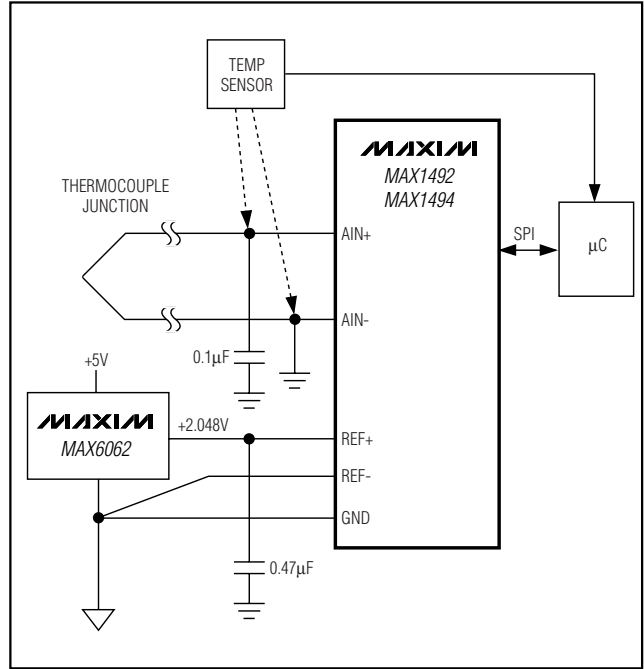 TEMP
SENSOR
MAXIM
MAX1492
MAX1494
THERMOCOUPLE
JUNCTION
AIN+
SPI
μC
AIN-
0.1μF
+5V
MAXIM
MAX6062
+2.048V
REF+
REF-
GND
0.47μF